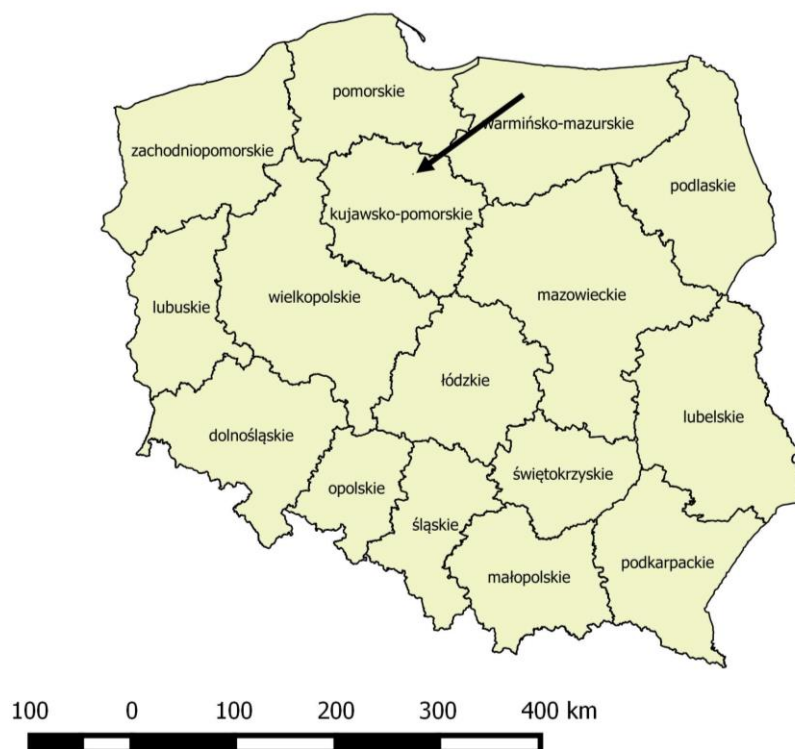 pomorskie
warmińsko-mazurskie
zachodniopomorskie
podlaskie
kujawsko-pomorskie
lubuskie
wielkopolskie
mazowieckie
łódzkie
lubelskie
dolnośląskie
świętokrzyskie
opolskie
śląskie
podkarpackie
małopolskie
100 0 100 200 300 400 km